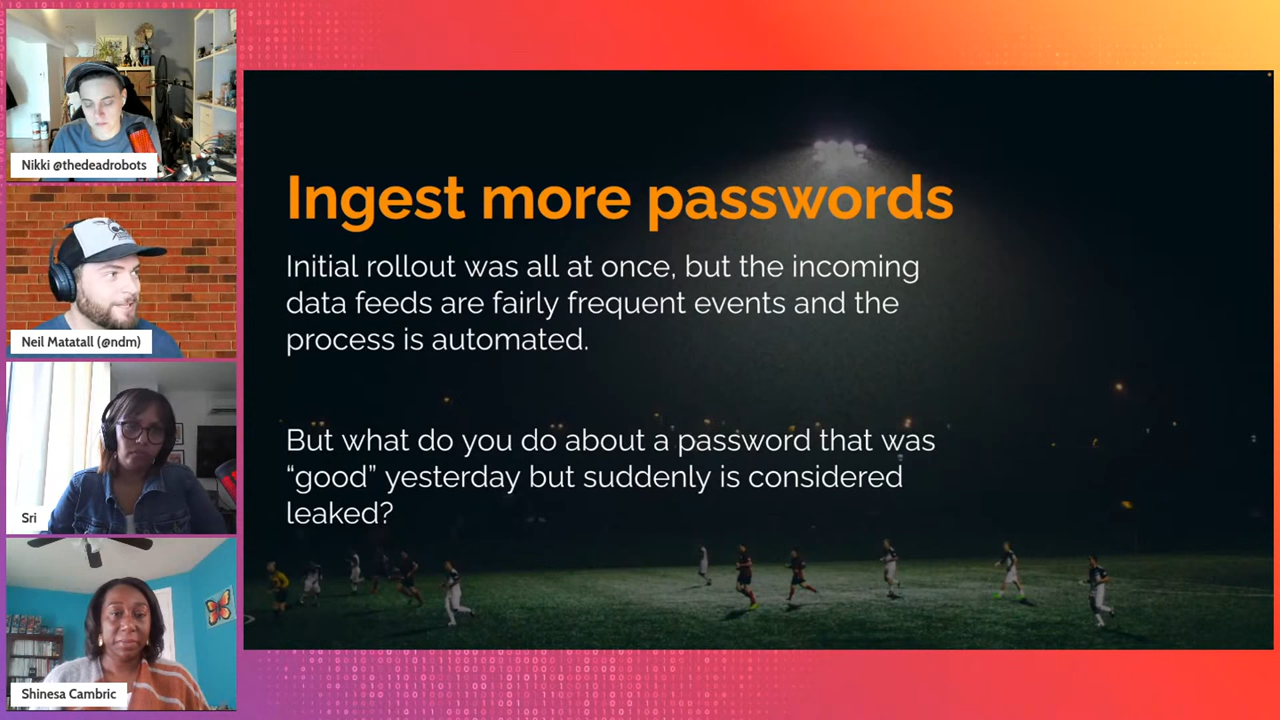 Nikki @thedeadrobots
Neil Matatall (@ndm)
Sri
Shinesa Cambric
Ingest more passwords
Initial rollout was all at once, but the incoming
data feeds are fairly frequent events and the
process is automated.
But what do you do about a password that was
“good” yesterday but suddenly is considered
leaked?